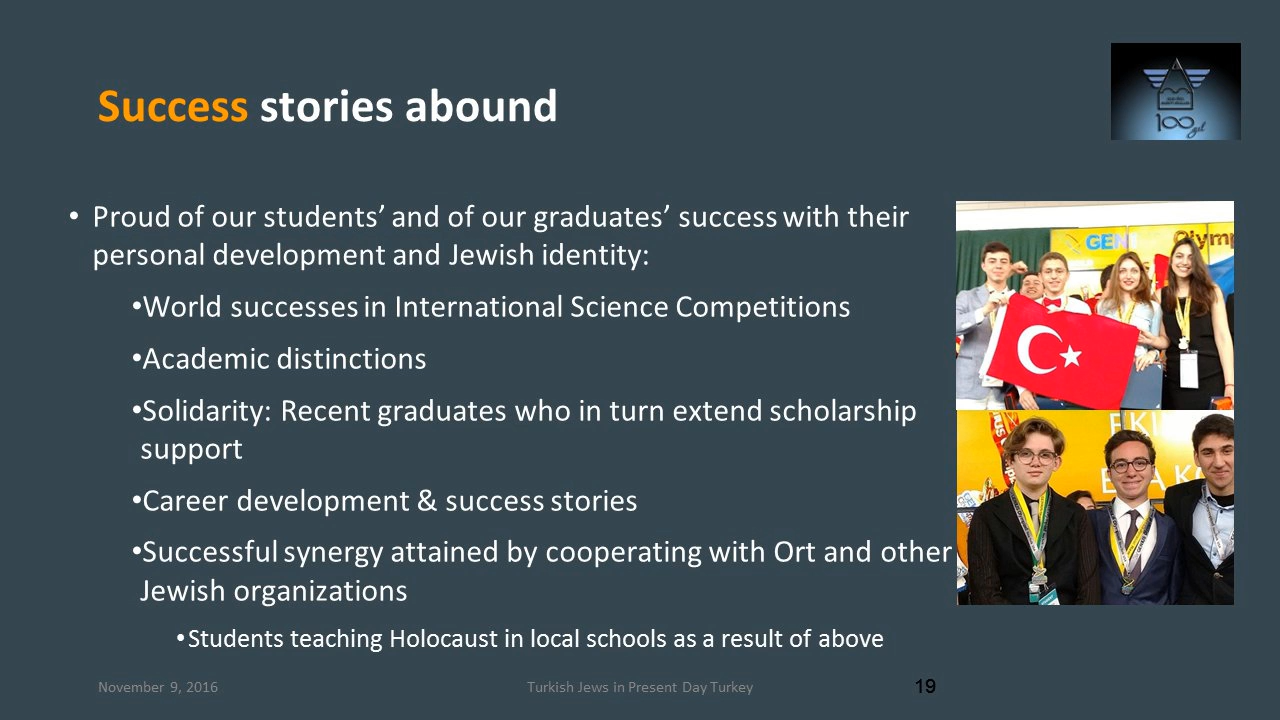 Success stories abound
100
• Proud of our students’ and of our graduates’ success with their
personal development and Jewish identity:
•World successes in International Science Competitions
•Academic distinctions
•Solidarity: Recent graduates who in turn extend scholarship
support
•Career development & success stories
•Successful synergy attained by cooperating with Ort and other
Jewish organizations
•Students teaching Holocaust in local schools as a result of above
GENI
Olymp
November 9, 2016
Turkish Jews in Present Day Turkey
19